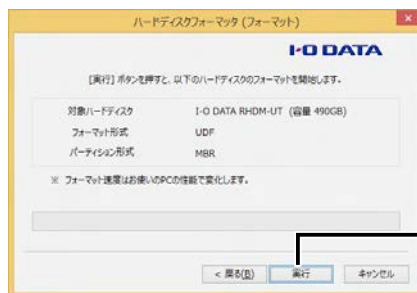 ハードディスクフォーマッタ (フォーマット)
I-O DATA
[実行] ボタンを押すと、以下のハードディスクのフォーマットを開始します。
対象ハードディスク I-O DATA RHDM-UT (容量 490GB)
フォーマット形式 UDF
パーティション形式 MBR
※ フォーマット速度はお使いのPCの性能で変化します。
< 戻る(B) 実行 キャンセル